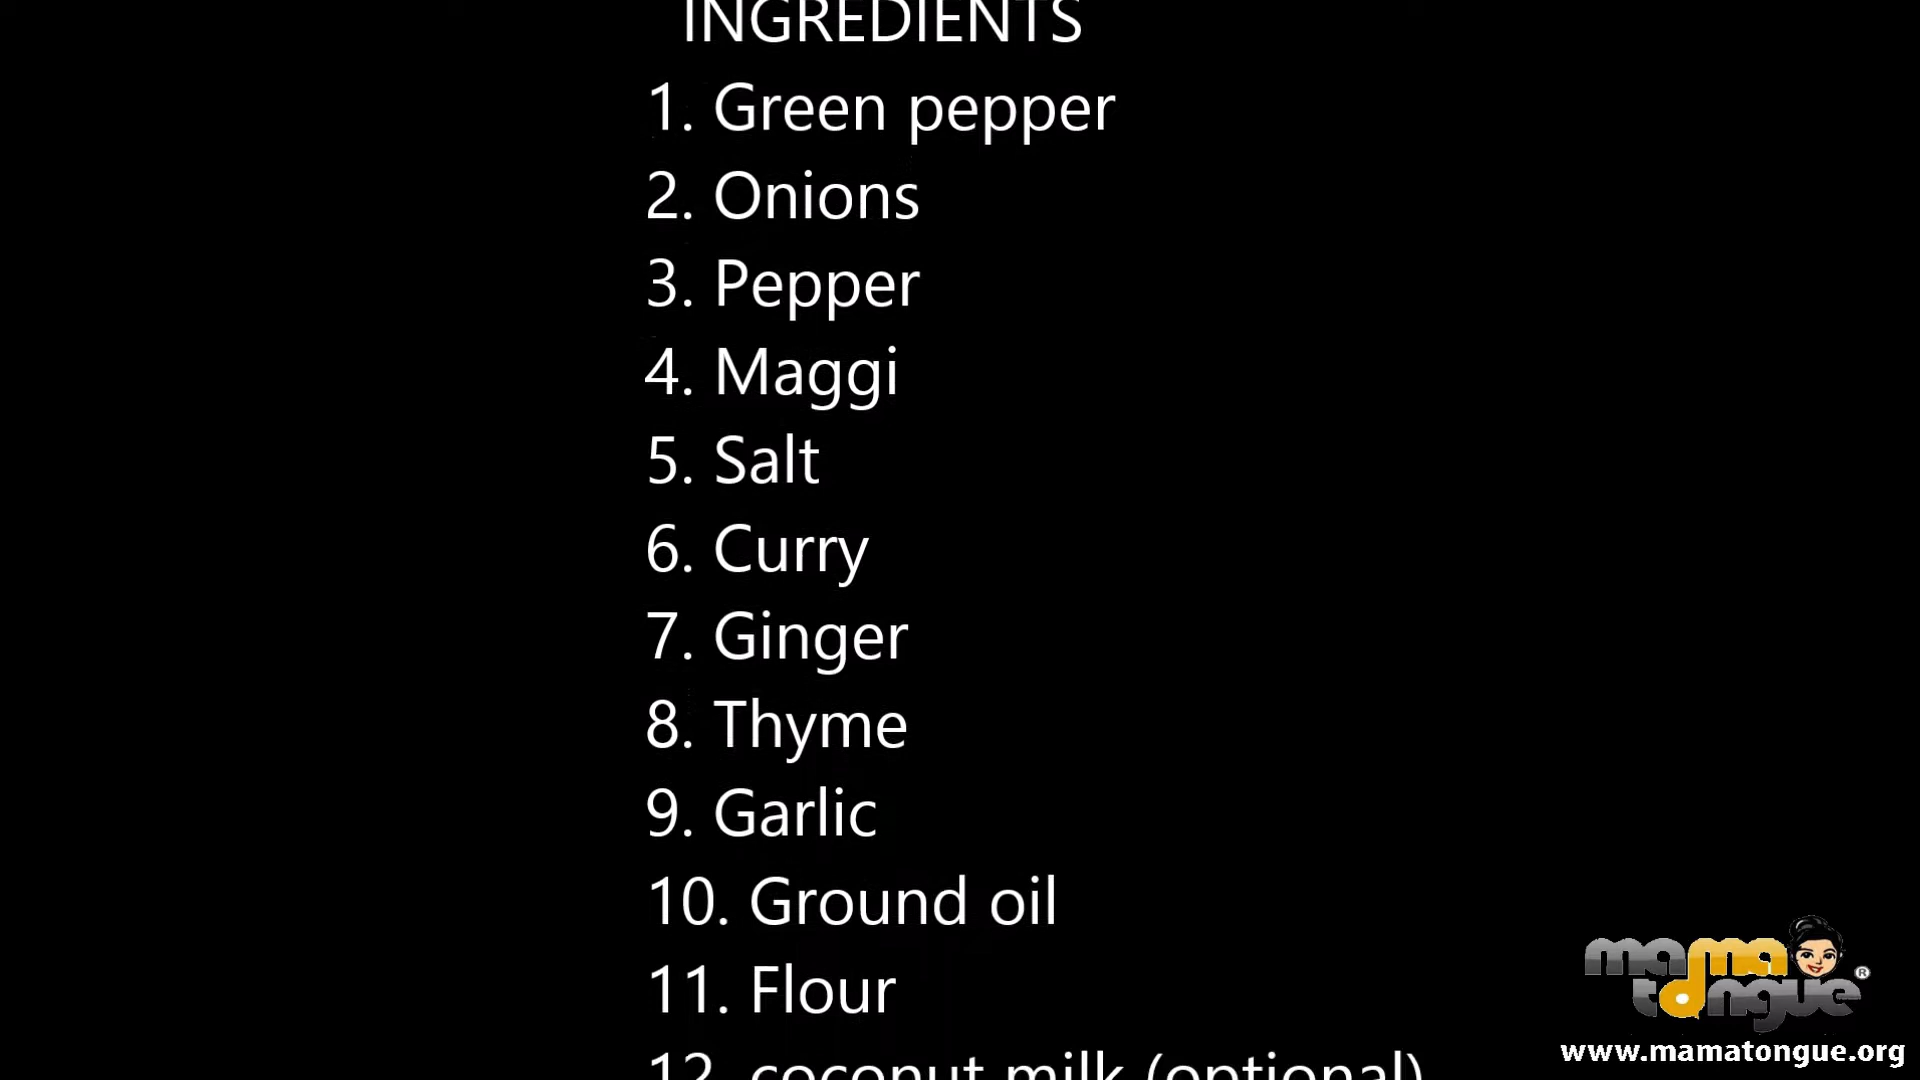 INGREDIENTS
1. Green pepper
2. Onions
3. Pepper
4. Maggi
5. Salt
6. Curry
7. Ginger
8. Thyme
9. Garlic
10. Ground oil
11. Flour
12. coconut milk (optional)
mama
tongue®
www.mamatongue.org